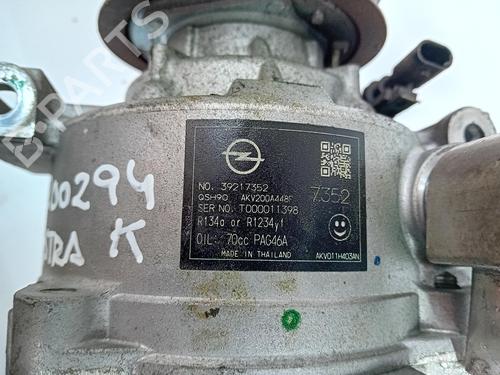 B-PARTS
NO. 39217352
7352
QSH90 AKV200A448F
SER NO. T000011398
R134a or R1234yf
OIL: 70cc PAG46A
MADE IN THAILAND
AKV011H403AN
00294
TRA K